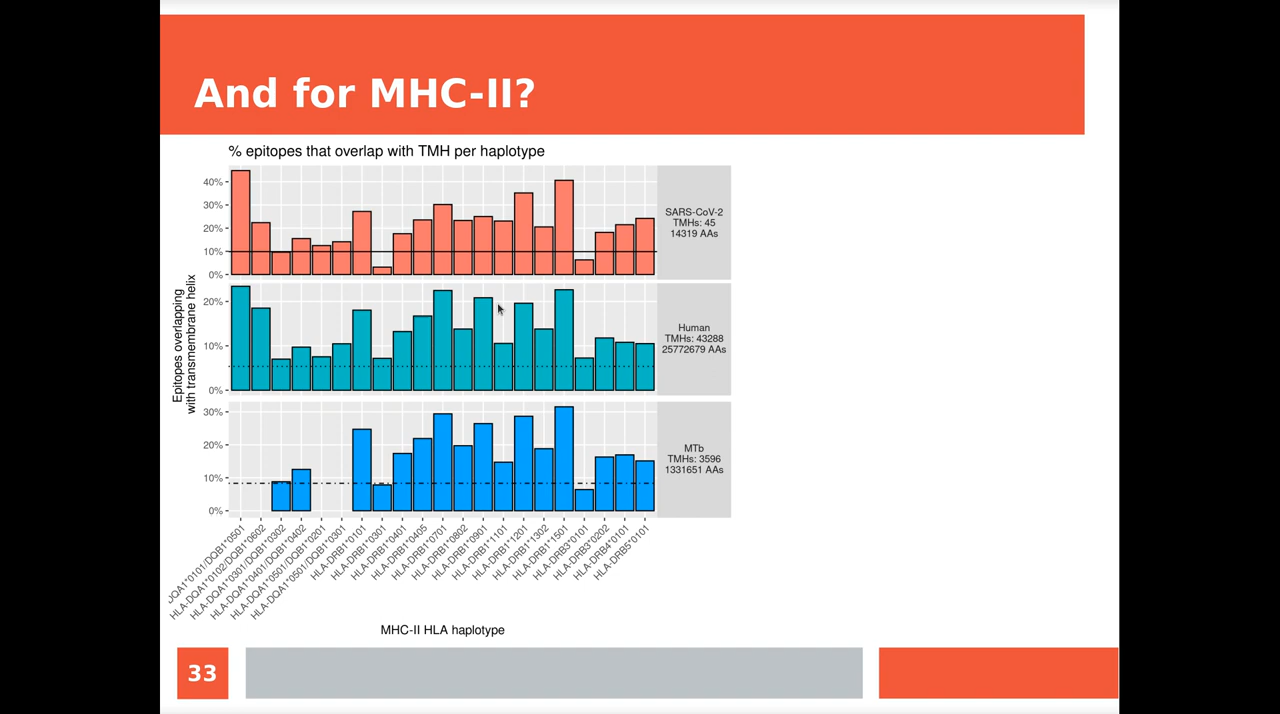 And for MHC-II?
% epitopes that overlap with TMH per haplotype
Epitopes overlapping
with transmembrane helix
40%
30%
20%
10%
0%
SARS-CoV-2
TMHs: 45
14319 AAs
20%
10%
0%
Human
TMHs: 43288
25772679 AAs
30%
20%
10%
0%
MTb
TMHs: 3596
1331651 AAs
HLA-DQA1*0102/DQB1*0602
HLA-DQA1*0301/DQB1*0302
HLA-DQA1*0401/DQB1*0402
HLA-DQA1*0501/DQB1*0201
HLA-DQA1*0501/DQB1*0301
HLA-DRB1*0101
HLA-DRB1*0301
HLA-DRB1*0401
HLA-DRB1*0405
HLA-DRB1*0701
HLA-DRB1*0802
HLA-DRB1*0901
HLA-DRB1*1101
HLA-DRB1*1201
HLA-DRB1*1302
HLA-DRB1*1501
HLA-DRB3*0101
HLA-DRB3*0202
HLA-DRB4*0101
HLA-DRB5*0101
MHC-II HLA haplotype
33